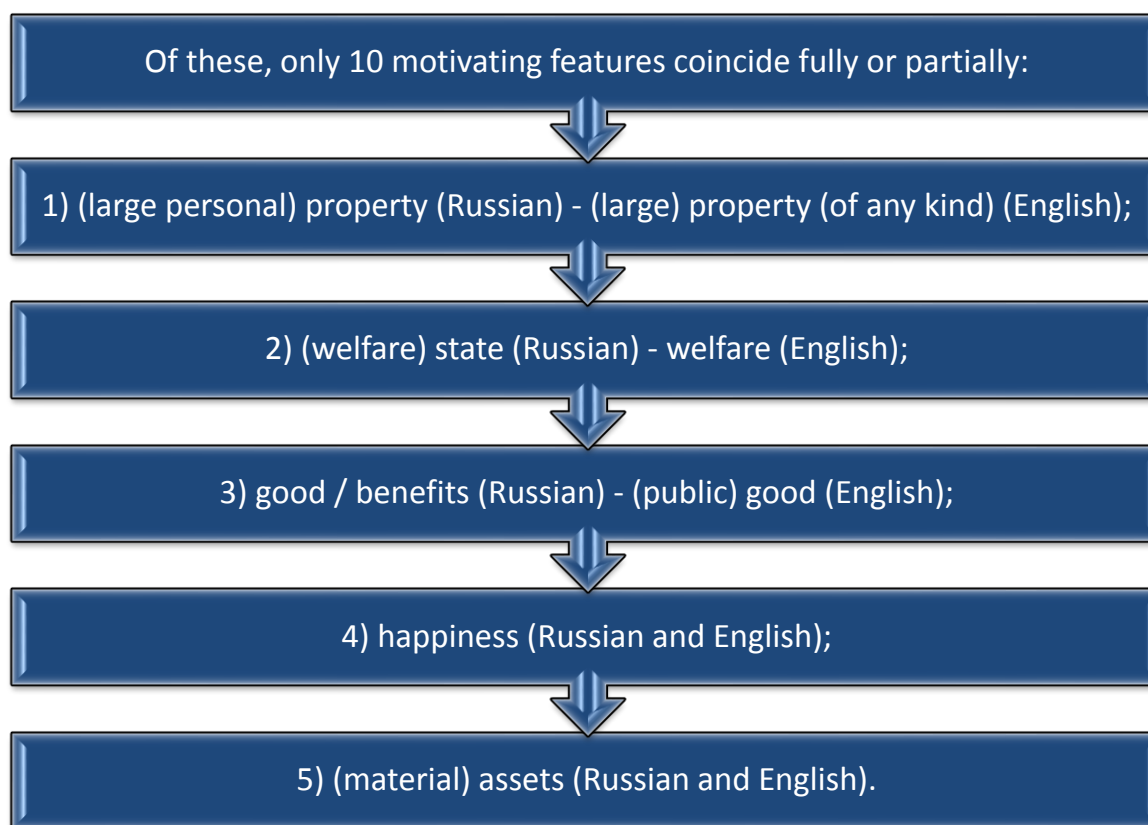 Of these, only 10 motivating features coincide fully or partially:
1) (large personal) property (Russian) - (large) property (of any kind) (English);
2) (welfare) state (Russian) - welfare (English);
3) good / benefits (Russian) - (public) good (English);
4) happiness (Russian and English);
5) (material) assets (Russian and English).